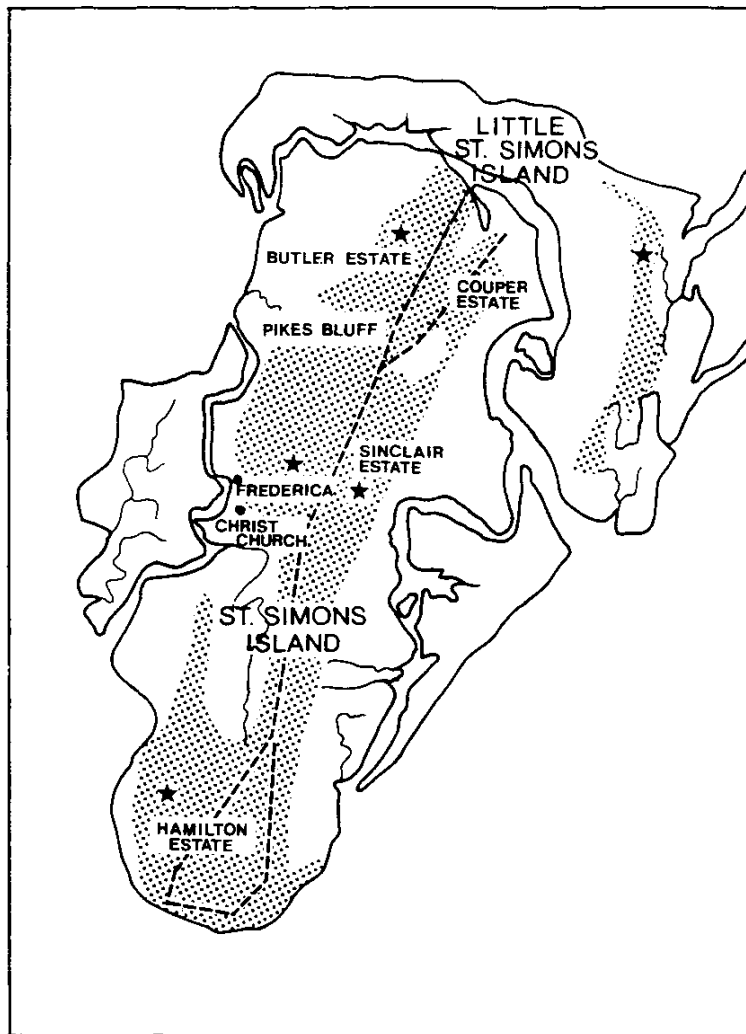 LITTLE
ST. SIMONS
ISLAND
BUTLER ESTATE
COUPER
ESTATE
PIKES BLUFF
SINCLAIR
ESTATE
FREDERICA
CHRIST
CHURCH
ST. SIMONS
ISLAND
HAMILTON
ESTATE